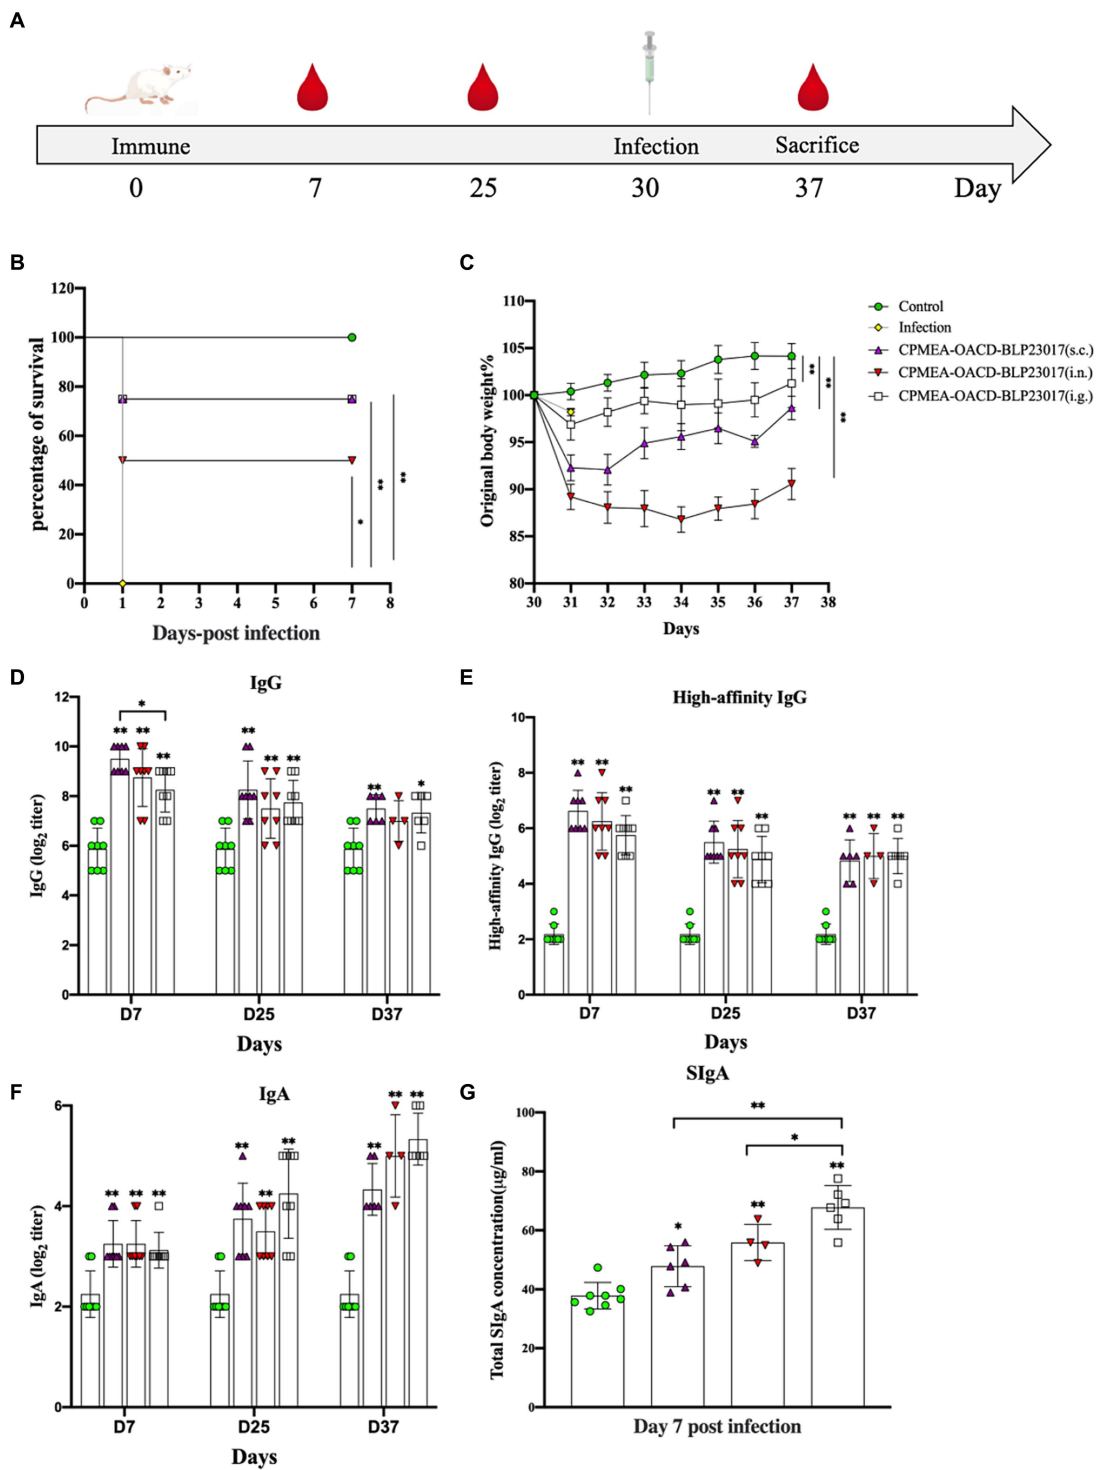 A
Immune
Infection
Sacrifice
0
7
25
30
37
Day
B
120
100
80
60
40
20
0
percentage of survival
0 1 2 3 4 5 6 7 8
Days-post infection
*
**
**
C
110
105
100
95
90
85
80
Original body weight%
30 31 32 33 34 35 36 37 38
Days
**
**
**
Control
Infection
CPMEA-OACD-BLP23017(s.c.)
CPMEA-OACD-BLP23017(i.n.)
CPMEA-OACD-BLP23017(i.g.)
D
IgG
12
10
8
6
4
2
0
IgG (log2 titer)
*
** ** **
** ** **
** *
D7 D25 D37
Days
E
High-affinity IgG
10
8
6
4
2
0
High-affinity IgG (log2 titer)
** ** **
** ** **
** ** **
D7 D25 D37
Days
F
IgA
6
4
2
0
IgA (log2 titer)
** ** **
** ** **
** ** **
D7 D25 D37
Days
G
SIgA
100
80
60
40
20
0
Total SIgA concentration(μg/ml)
**
*
* ** **
Day 7 post infection